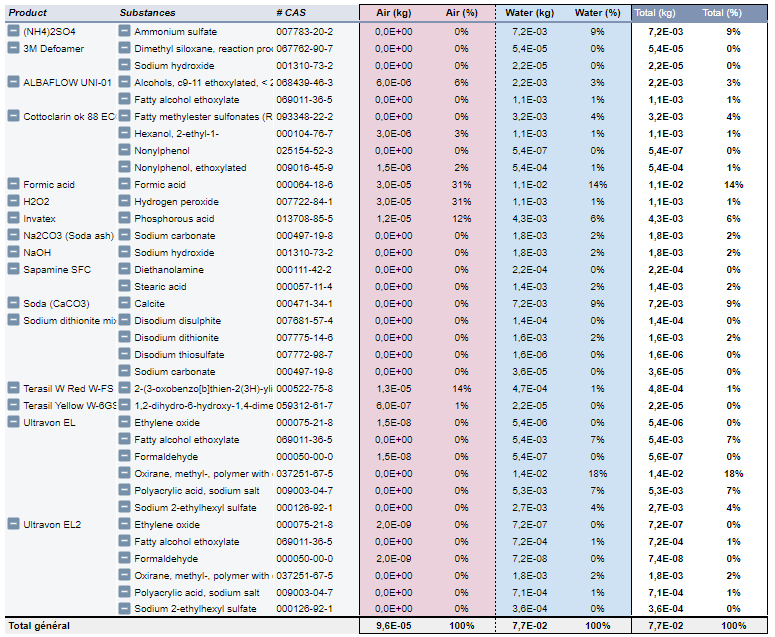 Product Substances # CAS Air (kg) Air (%) Water (kg) Water (%) Total (kg) Total (%)
(NH4)2SO4 Ammonium sulfate 007783-20-2 0,0E+00 0% 7,2E-03 9% 7,2E-03 9%
3M Defoamer Dimethyl siloxane, reaction pro 067762-90-7 0,0E+00 0% 5,4E-05 0% 5,4E-05 0%
Sodium hydroxide 001310-73-2 0,0E+00 0% 2,2E-05 0% 2,2E-05 0%
ALBAFLOW UNI-01 Alcohols, c9-11 ethoxylated, < 2 068439-46-3 6,0E-06 6% 2,2E-03 3% 2,2E-03 3%
Fatty alcohol ethoxylate 069011-36-5 0,0E+00 0% 1,1E-03 1% 1,1E-03 1%
Cottoclarin ok 88 EC Fatty methylester sulfonates (R 093348-22-2 0,0E+00 0% 3,2E-03 4% 3,2E-03 4%
Hexanol, 2-ethyl-1- 000104-76-7 3,0E-06 3% 1,1E-03 1% 1,1E-03 1%
Nonylphenol 025154-52-3 0,0E+00 0% 5,4E-07 0% 5,4E-07 0%
Nonylphenol, ethoxylated 009016-45-9 1,5E-06 2% 5,4E-04 1% 5,4E-04 1%
Formic acid Formic acid 000064-18-6 3,0E-05 31% 1,1E-02 14% 1,1E-02 14%
H2O2 Hydrogen peroxide 007722-84-1 3,0E-05 31% 1,1E-03 1% 1,1E-03 1%
Invatex Phosphorous acid 013708-85-5 1,2E-05 12% 4,3E-03 6% 4,3E-03 6%
Na2CO3 (Soda ash) Sodium carbonate 000497-19-8 0,0E+00 0% 1,8E-03 2% 1,8E-03 2%
NaOH Sodium hydroxide 001310-73-2 0,0E+00 0% 1,8E-03 2% 1,8E-03 2%
Sapamine SFC Diethanolamine 000111-42-2 0,0E+00 0% 2,2E-04 0% 2,2E-04 0%
Stearic acid 000057-11-4 0,0E+00 0% 1,4E-03 2% 1,4E-03 2%
Soda (CaCO3) Calcite 000471-34-1 0,0E+00 0% 7,2E-03 9% 7,2E-03 9%
Sodium dithionite mix Disodium disulphite 007681-57-4 0,0E+00 0% 1,4E-04 0% 1,4E-04 0%
Disodium dithionite 007775-14-6 0,0E+00 0% 1,6E-03 2% 1,6E-03 2%
Disodium thiosulfate 007772-98-7 0,0E+00 0% 1,6E-06 0% 1,6E-06 0%
Sodium carbonate 000497-19-8 0,0E+00 0% 3,6E-05 0% 3,6E-05 0%
Terasil W Red W-FS 2-(3-oxobenzo[b]thien-2(3H)-yli 000522-75-8 1,3E-05 14% 4,7E-04 1% 4,8E-04 1%
Terasil Yellow W-6GS 1,2-dihydro-6-hydroxy-1,4-dime 059312-61-7 6,0E-07 1% 2,2E-05 0% 2,2E-05 0%
Ultravon EL Ethylene oxide 000075-21-8 1,5E-08 0% 5,4E-06 0% 5,4E-06 0%
Fatty alcohol ethoxylate 069011-36-5 0,0E+00 0% 5,4E-03 7% 5,4E-03 7%
Formaldehyde 000050-00-0 1,5E-08 0% 5,4E-07 0% 5,6E-07 0%
Oxirane, methyl-, polymer with 037251-67-5 0,0E+00 0% 1,4E-02 18% 1,4E-02 18%
Polyacrylic acid, sodium salt 009003-04-7 0,0E+00 0% 5,3E-03 7% 5,3E-03 7%
Sodium 2-ethylhexyl sulfate 000126-92-1 0,0E+00 0% 2,7E-03 4% 2,7E-03 4%
Ultravon EL2 Ethylene oxide 000075-21-8 2,0E-09 0% 7,2E-07 0% 7,2E-07 0%
Fatty alcohol ethoxylate 069011-36-5 0,0E+00 0% 7,2E-04 1% 7,2E-04 1%
Formaldehyde 000050-00-0 2,0E-09 0% 7,2E-08 0% 7,4E-08 0%
Oxirane, methyl-, polymer with 037251-67-5 0,0E+00 0% 1,8E-03 2% 1,8E-03 2%
Polyacrylic acid, sodium salt 009003-04-7 0,0E+00 0% 7,1E-04 1% 7,1E-04 1%
Sodium 2-ethylhexyl sulfate 000126-92-1 0,0E+00 0% 3,6E-04 0% 3,6E-04 0%
Total général 9,6E-05 100% 7,7E-02 100% 7,7E-02 100%